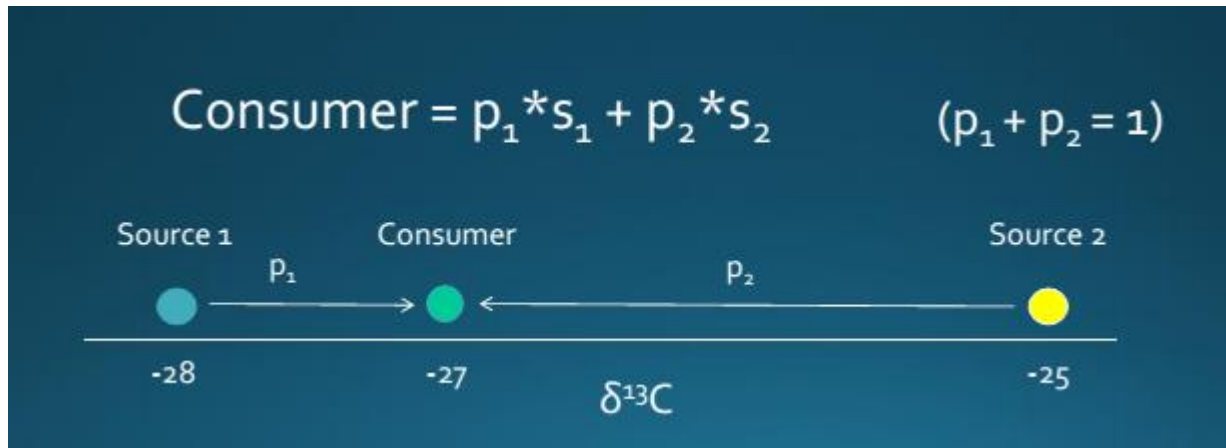 Consumer = p₁*s₁ + p₂*s₂ (p₁ + p₂ = 1)
Source 1 Consumer Source 2
p₁ p₂
-28 -27 -25
δ¹³C